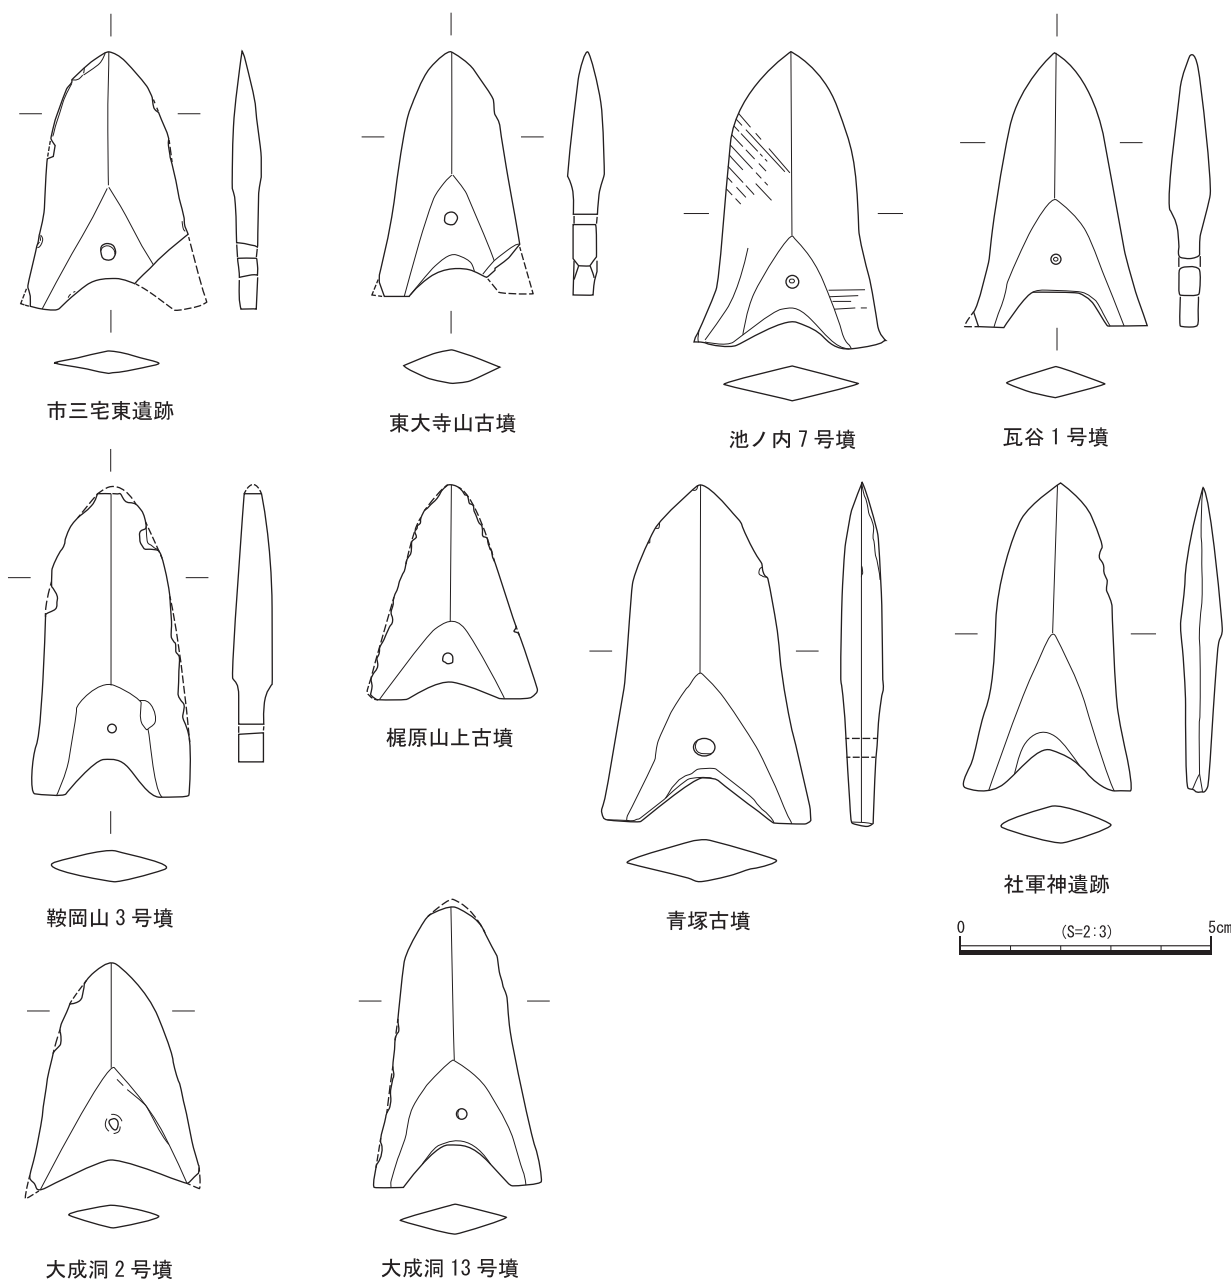 市三宅東遺跡
東大寺山古墳
池ノ内 7 号墳
瓦谷 1 号墳
鞍岡山 3 号墳
梶原山上古墳
青塚古墳
社軍神遺跡
0 (S=2:3) 5cm
大成洞 2 号墳
大成洞 13 号墳